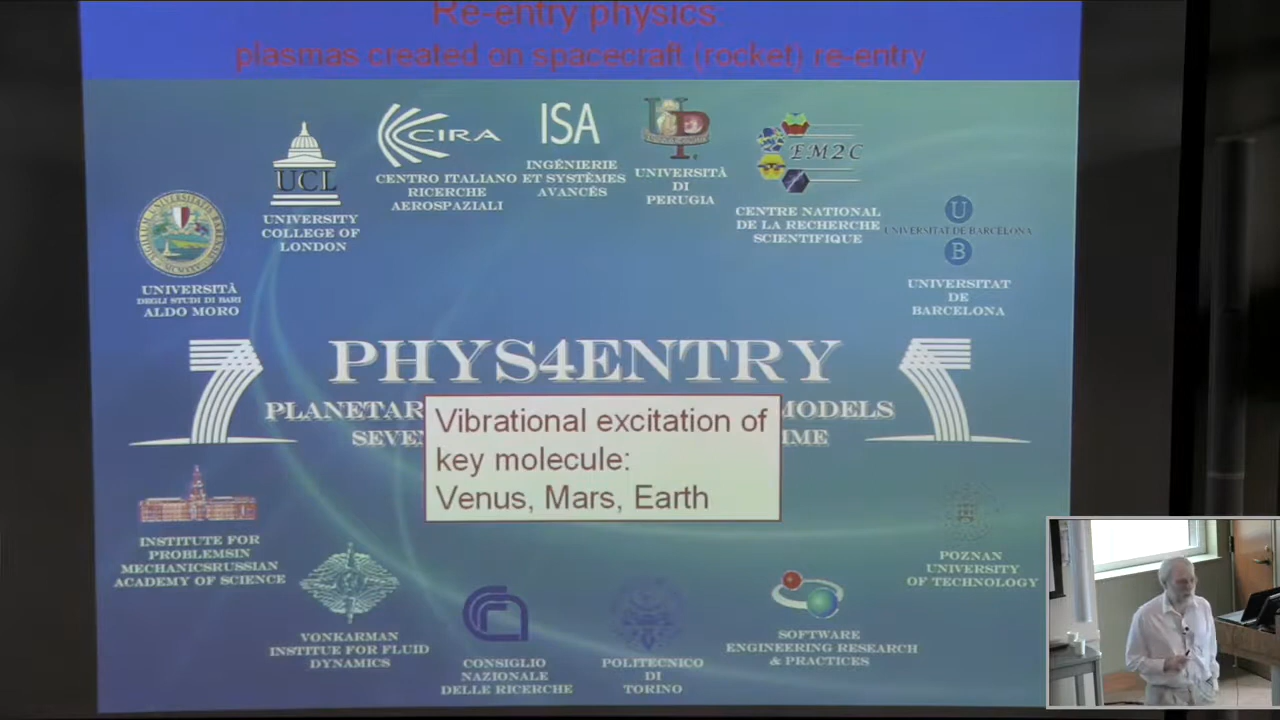 Re-entry physics:
plasmas created on spacecraft (rocket) re-entry
UCL
UNIVERSITY
COLLEGE OF
LONDON
CIRA
CENTRO ITALIANO
RICERCHE
AEROSPAZIALI
ISA
INGÉNIERIE
ET SYSTÈMES
AVANCÉS
UP
UNIVERSITÀ
DI
PERUGIA
EM2C
CENTRE NATIONAL
DE LA RECHERCHE
SCIENTIFIQUE
U
UNIVERSITAT DE BARCELONA
B
UNIVERSITAT
DE
BARCELONA
UNIVERSITÀ
DEGLI STUDI DI BARI
ALDO MORO
PHYS4ENTRY
PLANETAR
MODELS
SEVEN
Vibrational excitation of
key molecule:
Venus, Mars, Earth
INSTITUTE FOR
PROBLEMSIN
MECHANICSRUSSIAN
ACADEMY OF SCIENCE
VONKARMAN
INSTITUE FOR FLUID
DYNAMICS
CONSIGLIO
NAZIONALE
DELLE RICERCHE
POLITECNICO
DI
TORINO
SOFTWARE
ENGINEERING RESEARCH
& PRACTICES
POZNAN
UNIVERSITY
OF TECHNOLOGY